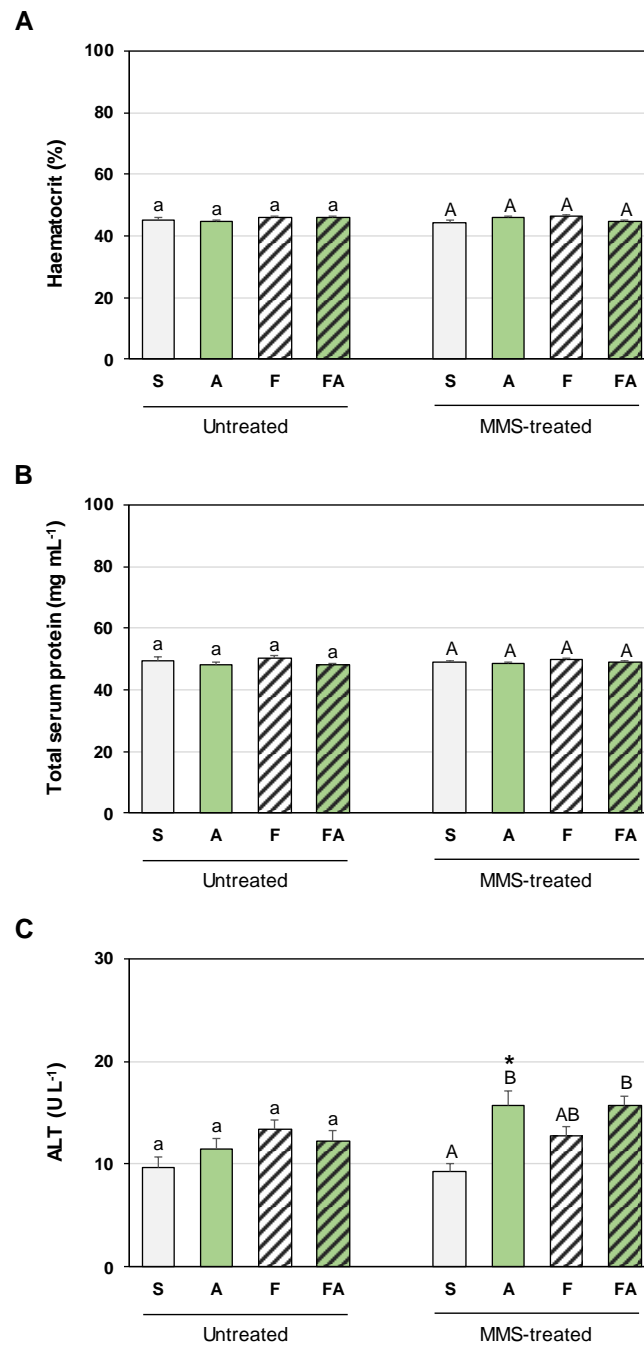 A
Haematocrit (%)
100
80
60
40
20
0
a a a a A A A A
S A F FA S A F FA
Untreated MMS-treated
B
Total serum protein (mg mL-1)
100
80
60
40
20
0
a a a a A A A A
S A F FA S A F FA
Untreated MMS-treated
C
ALT (U L-1)
30
20
10
0
*
a a a a A B AB B
S A F FA S A F FA
Untreated MMS-treated